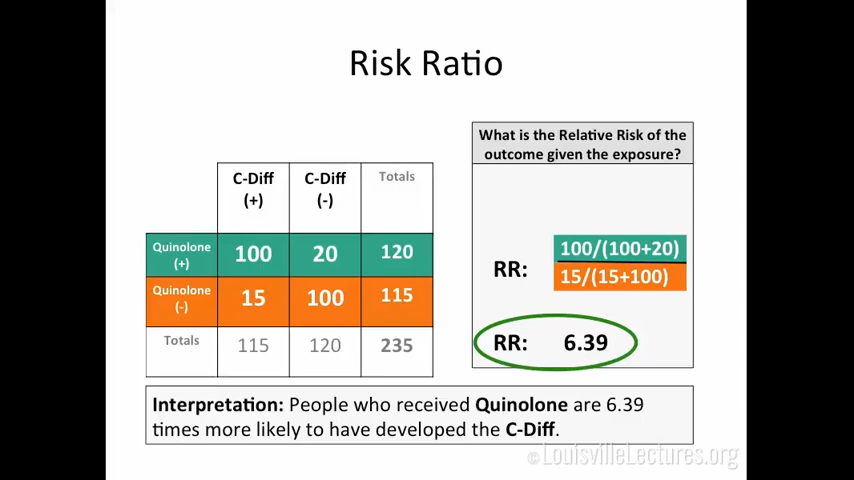 Risk Ratio
C-Diff C-Diff Totals
(+) (-)
Quinolone (+) 100 20 120
Quinolone (-) 15 100 115
Totals 115 120 235
What is the Relative Risk of the
outcome given the exposure?
100/(100+20)
RR:
15/(15+100)
RR: 6.39
Interpretation: People who received Quinolone are 6.39
times more likely to have developed the C-Diff.
©LouisvilleLectures.org